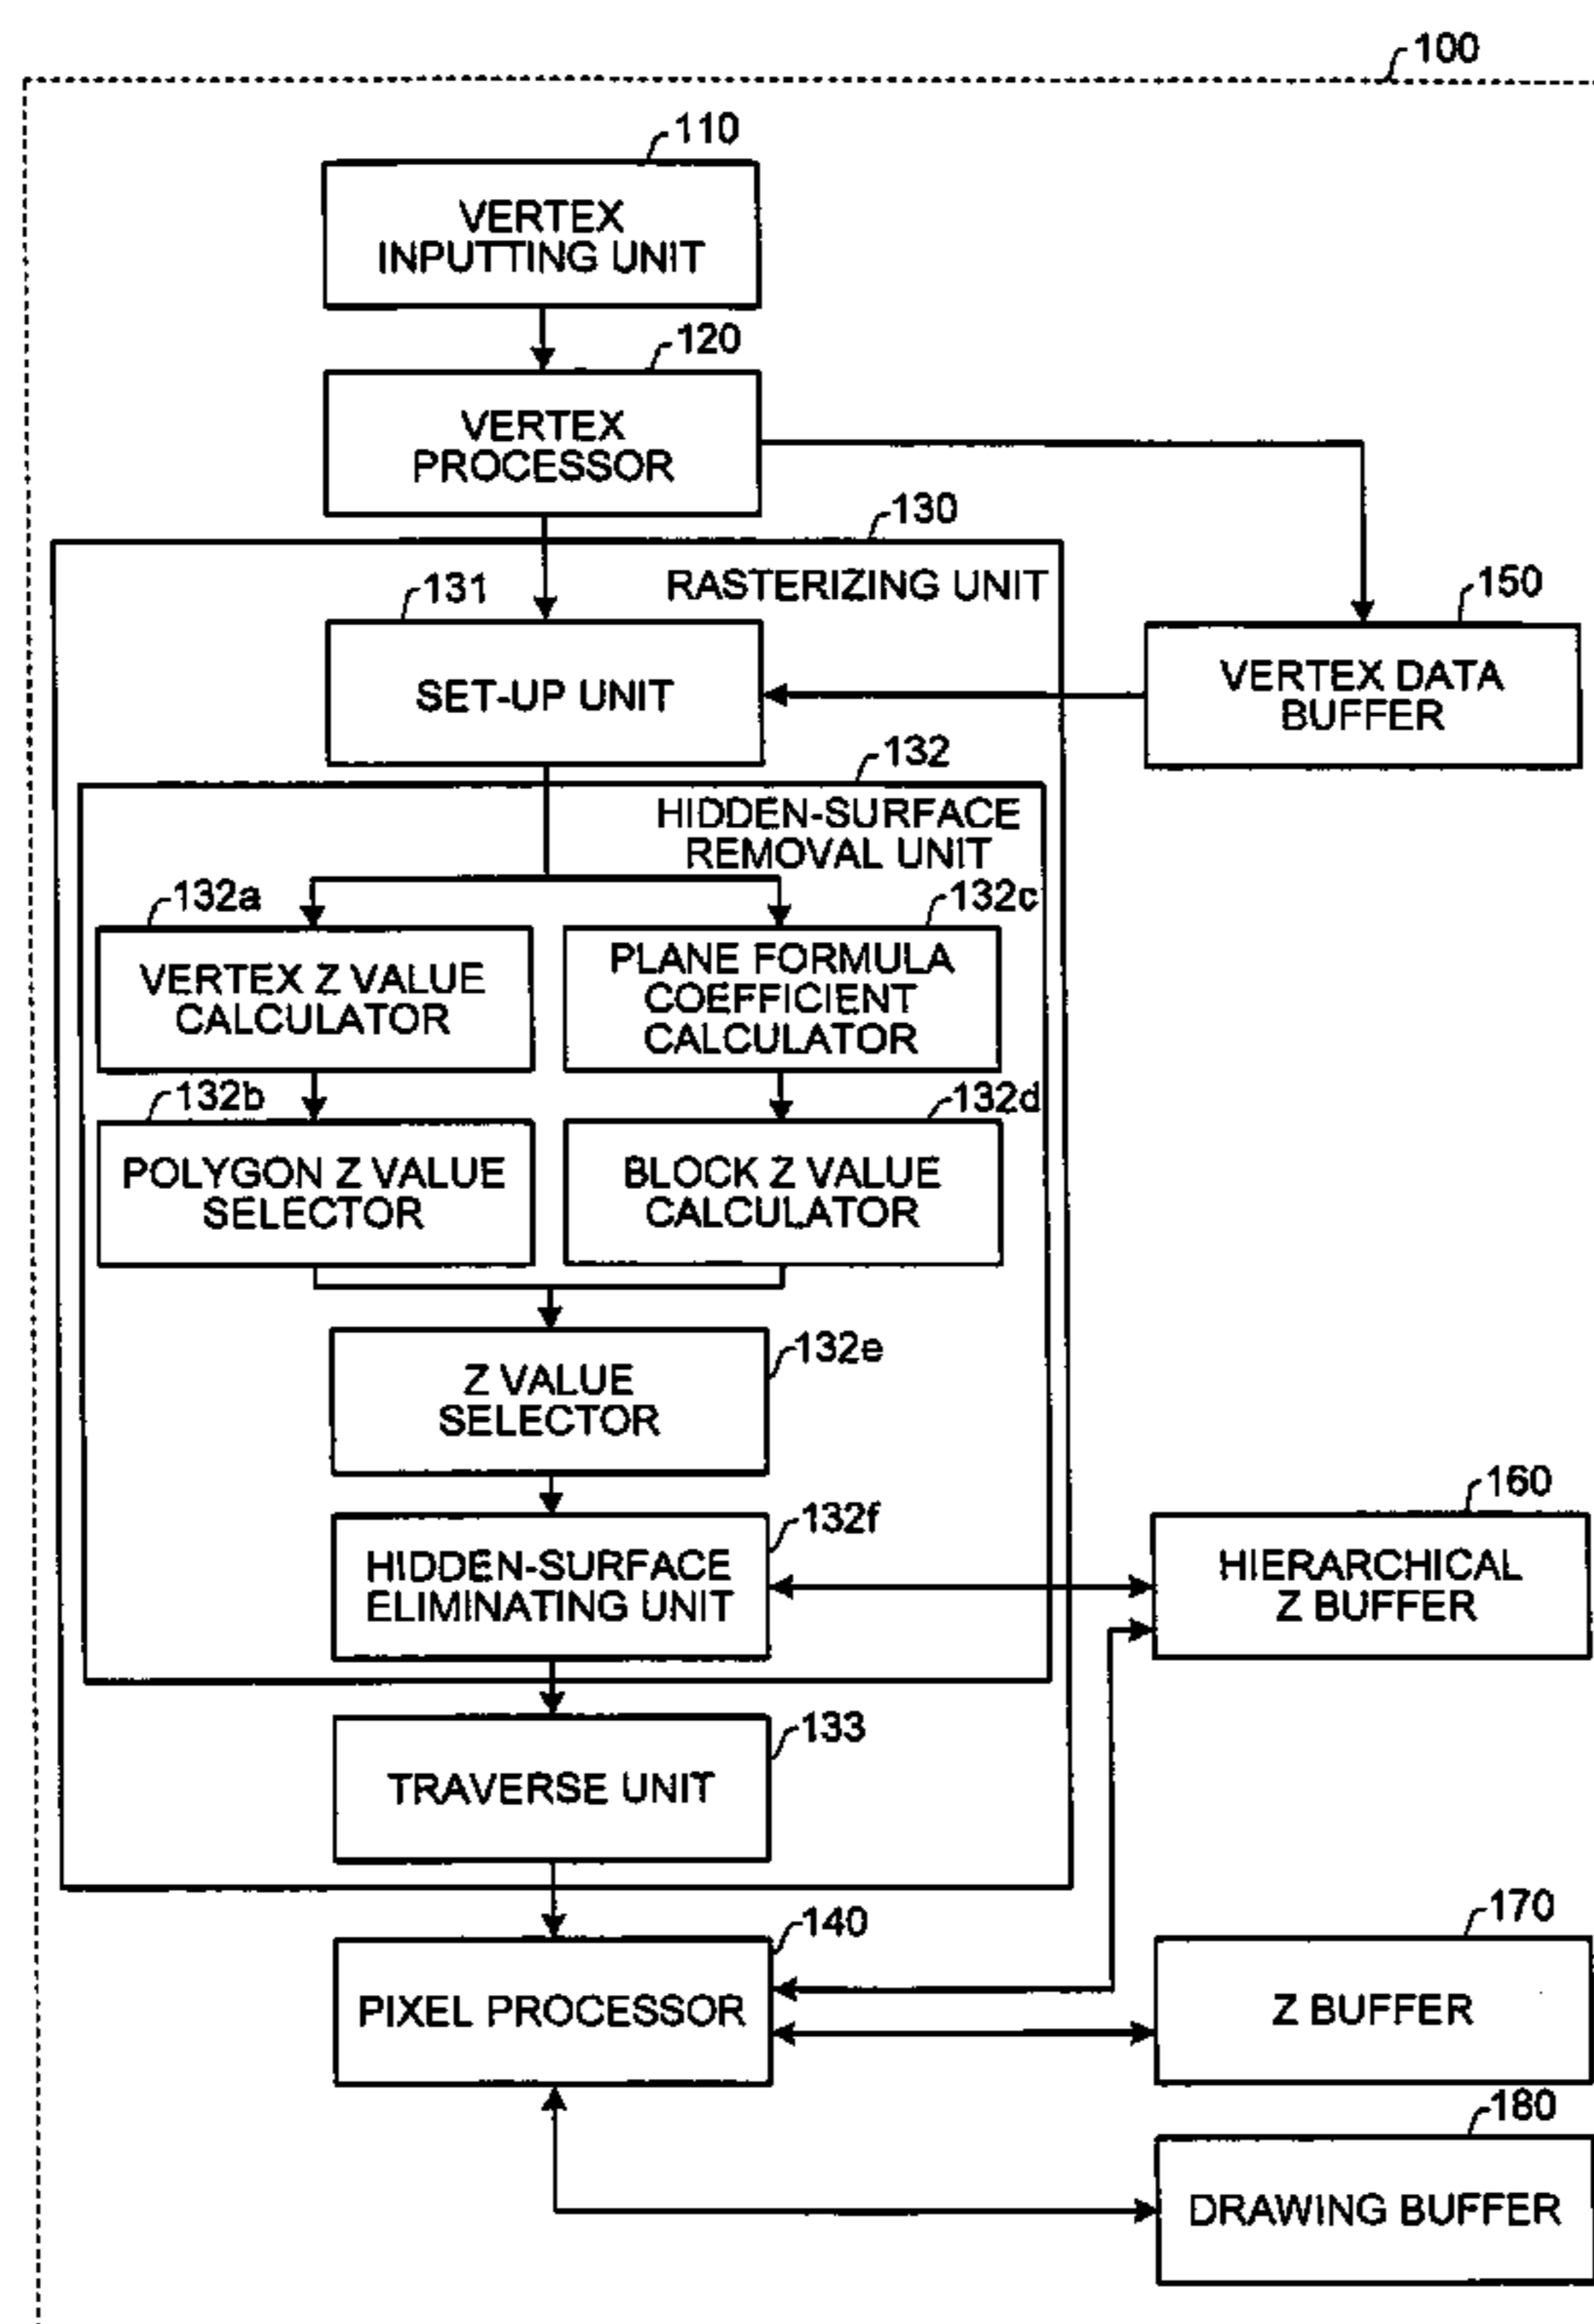 100
110
VERTEX
INPUTTING UNIT
120
VERTEX
PROCESSOR
130
RASTERIZING UNIT
131
SET-UP UNIT
150
VERTEX DATA
BUFFER
132
HIDDEN-SURFACE
REMOVAL UNIT
132a
VERTEX Z VALUE
CALCULATOR
132c
PLANE FORMULA
COEFFICIENT
CALCULATOR
132b
POLYGON Z VALUE
SELECTOR
132d
BLOCK Z VALUE
CALCULATOR
132e
Z VALUE
SELECTOR
132f
HIDDEN-SURFACE
ELIMINATING UNIT
160
HIERARCHICAL
Z BUFFER
133
TRAVERSE UNIT
140
PIXEL PROCESSOR
170
Z BUFFER
180
DRAWING BUFFER